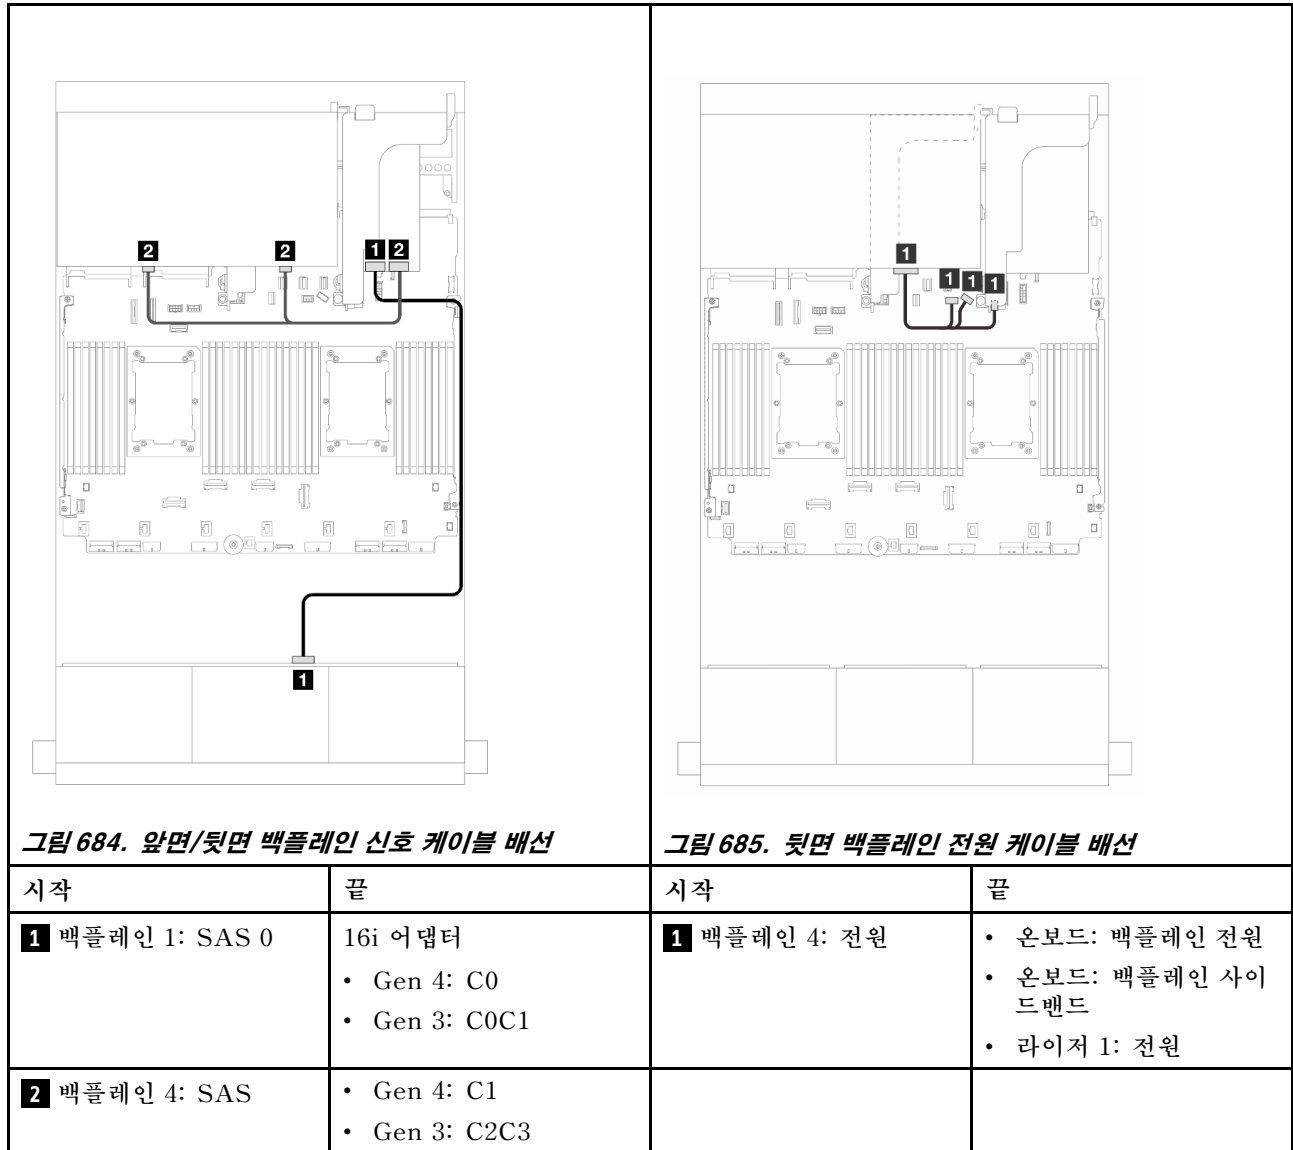 2
2
1 2
1
1
1 1 1
그림 684. 앞면/뒷면 백플레인 신호 케이블 배선
그림 685. 뒷면 백플레인 전원 케이블 배선
시작
끝
시작
끝
1 백플레인 1: SAS 0
16i 어댑터
• Gen 4: C0
• Gen 3: C0C1
1 백플레인 4: 전원
• 온보드: 백플레인 전원
• 온보드: 백플레인 사이
드밴드
• 라이저 1: 전원
2 백플레인 4: SAS
• Gen 4: C1
• Gen 3: C2C3